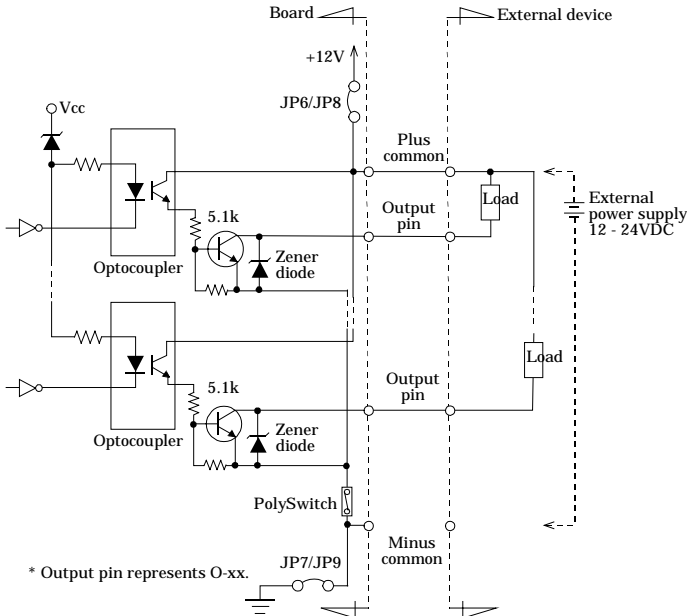 Board
External device
+12V
JP6/JP8
Vcc
Plus
common
5.1k
Output
pin
Load
External
power supply
12 - 24VDC
Zener
diode
Optocoupler
Load
5.1k
Output
pin
Zener
diode
Optocoupler
PolySwitch
Minus
common
JP7/JP9
* Output pin represents O-xx.